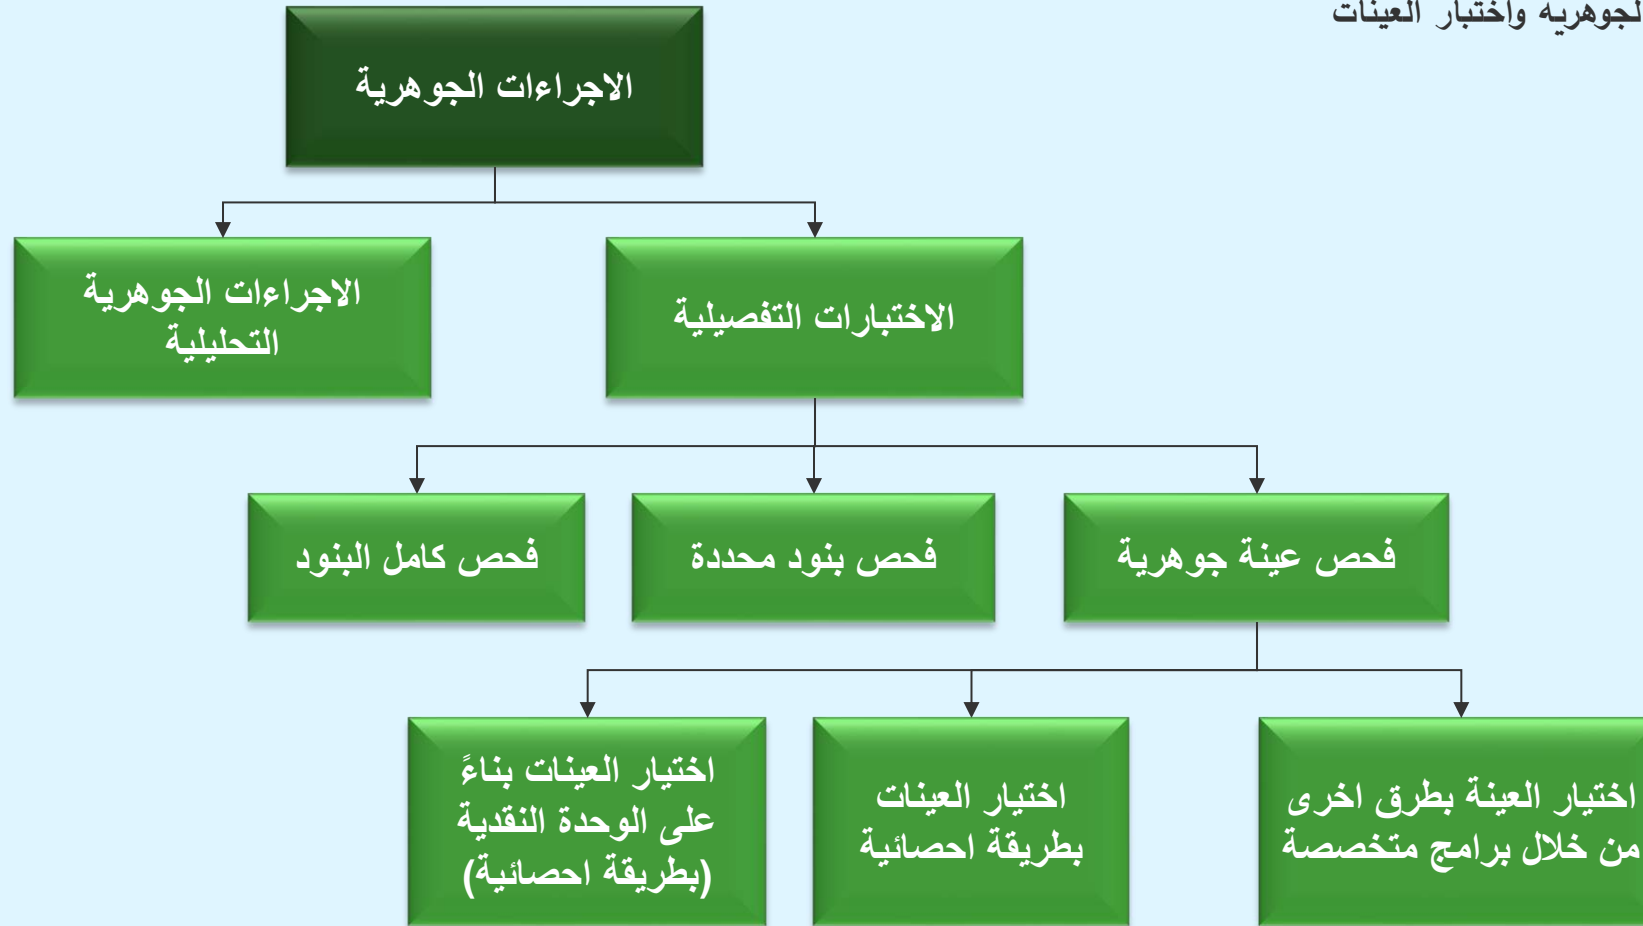 لجوهريه واختبار العينات
الاجراءات الجوهرية
الاختبارات التفصيلية
الاجراءات الجوهرية
التحليلية
فحص عينة جوهرية
فحص بنود محددة
فحص كامل البنود
اختيار العينة بطرق اخرى
من خلال برامج متخصصة
اختيار العينات
بطريقة احصائية
اختيار العينات بناءً
على الوحدة النقدية
(بطريقة احصائية)